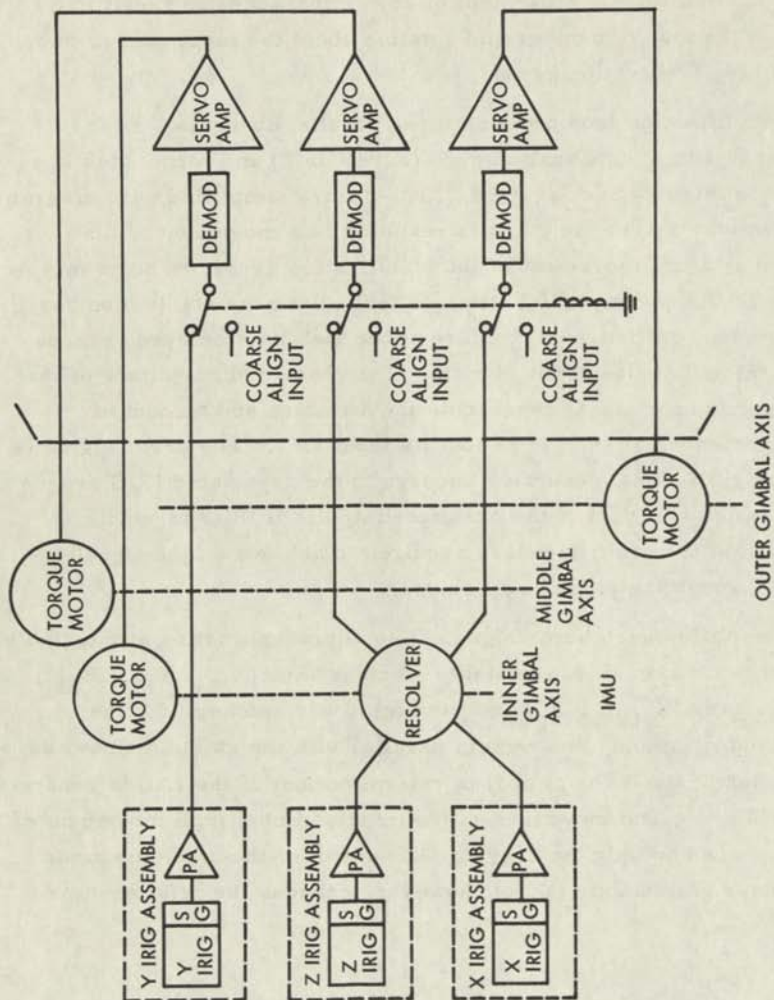 Y IRIG ASSEMBLY
Y
IRIG
S
G
PA
Z IRIG ASSEMBLY
Z
IRIG
S
G
PA
X IRIG ASSEMBLY
X
IRIG
S
G
PA
TORQUE
MOTOR
TORQUE
MOTOR
RESOLVER
INNER
GIMBAL
AXIS
MIDDLE
GIMBAL
AXIS
IMU
TORQUE
MOTOR
OUTER GIMBAL AXIS
COARSE
ALIGN
INPUT
DEMOD
SERVO
AMP
COARSE
ALIGN
INPUT
DEMOD
SERVO
AMP
COARSE
ALIGN
INPUT
DEMOD
SERVO
AMP